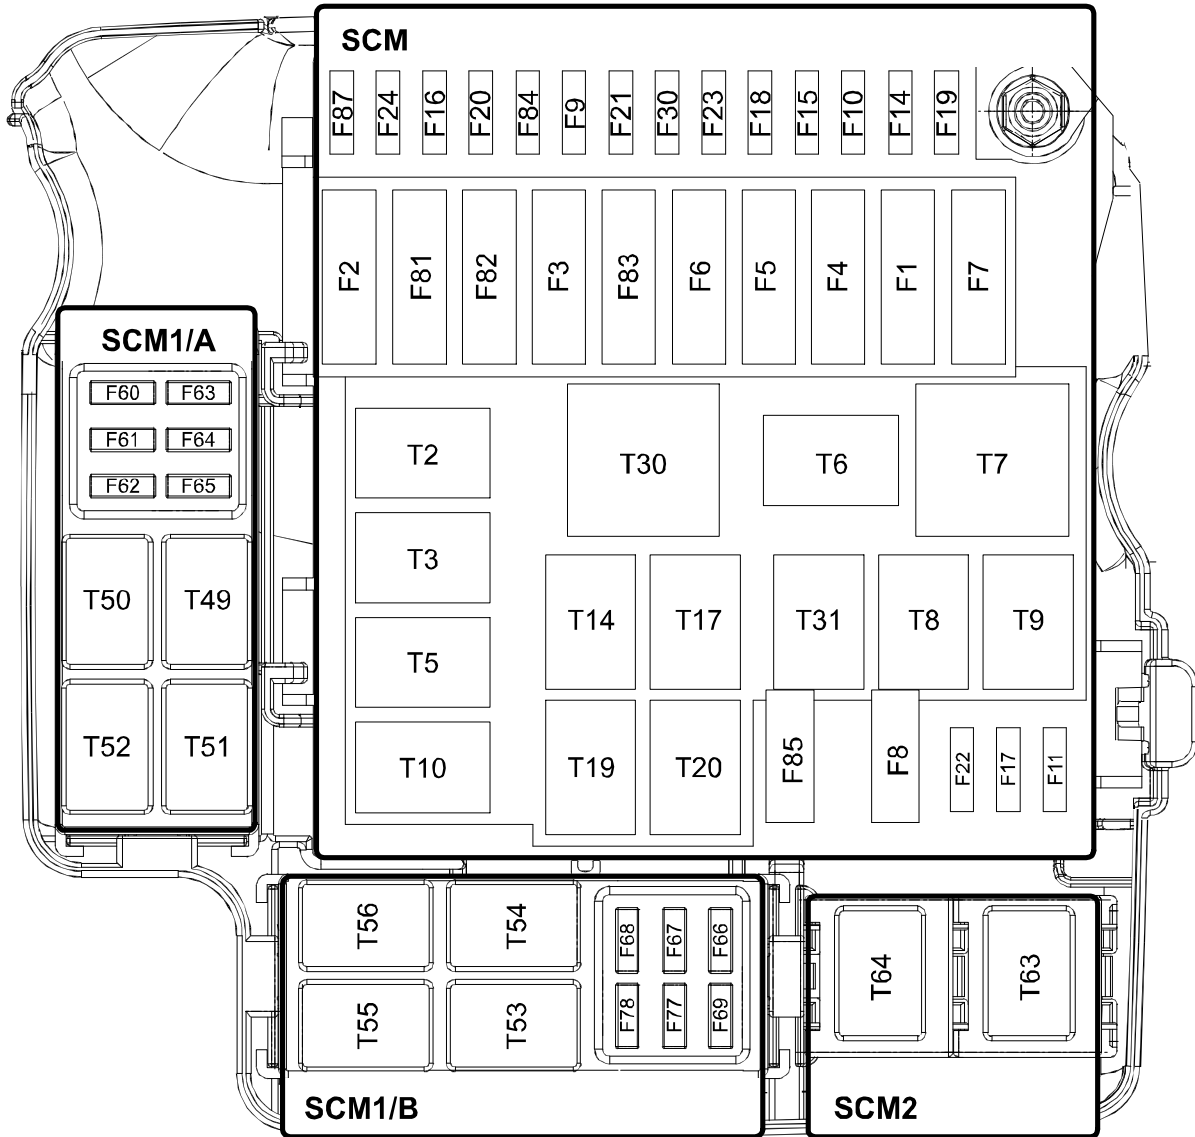 SCM
F87 F24 F16 F20 F84 F9 F21 F30 F23 F18 F15 F10 F14 F19
F2 F81 F82 F3 F83 F6 F5 F4 F1 F7
SCM1/A
F60 F63
F61 F64
F62 F65
T50 T49
T52 T51
T2 T30 T6 T7
T3
T14 T17 T31 T8 T9
T5
T10 T19 T20 F85 F8 F22 F17 F11
T56 T54 F68 F67 F66
T55 T53 F78 F77 F69
SCM1/B
T64 T63
SCM2